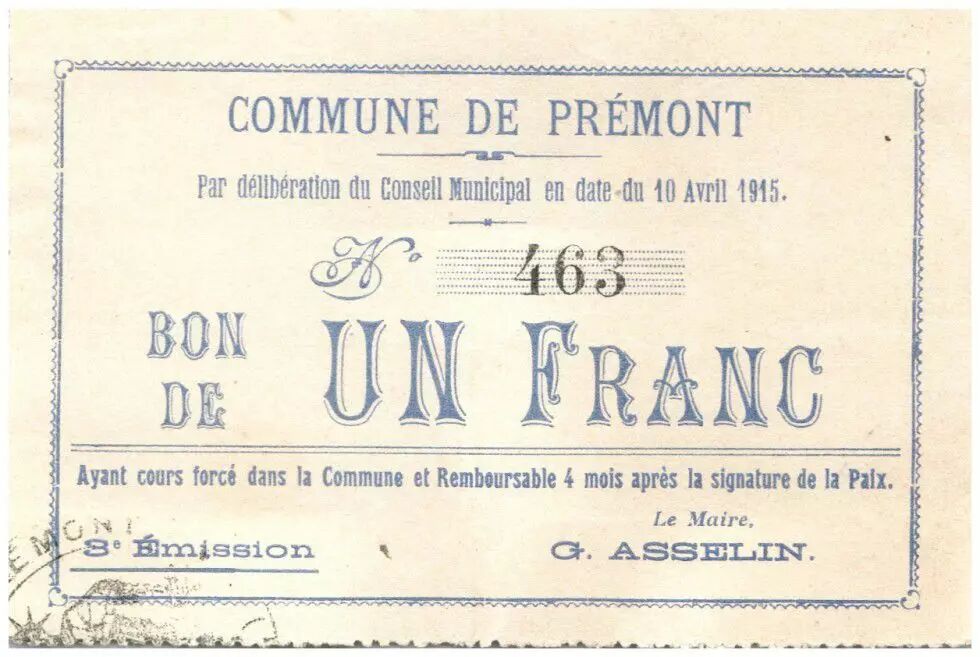 COMMUNE DE PRÉMONT
Par délibération du Conseil Municipal en date du 10 Avril 1915.
N° 463
BON
DE
UN FRANC
Ayant cours forcé dans la Commune et Remboursable 4 mois après la signature de la Paix.
Le Maire,
3e Émission
G. ASSELIN.
EMONT